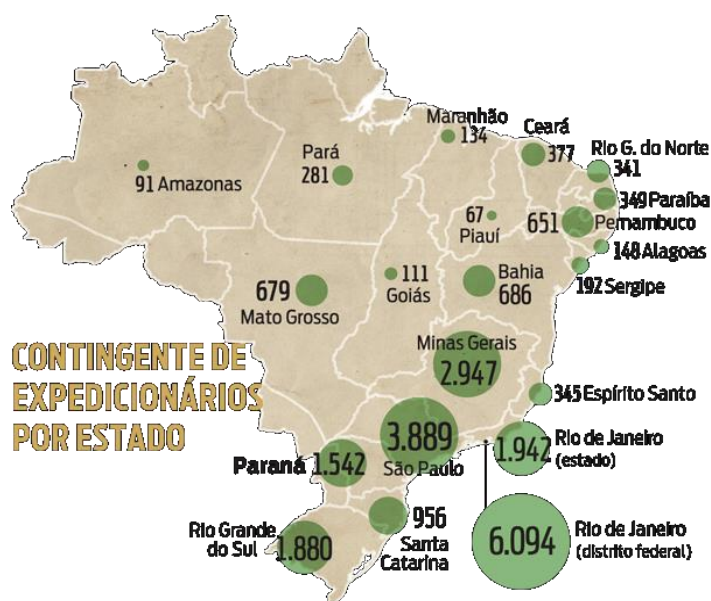 Maranhão
134
Ceará
377
Rio G. do Norte
341
Pará
281
91 Amazonas
349 Paraíba
651
Pernambuco
67
Piauí
148 Alagoas
192 Sergipe
679
Mato Grosso
111
Goiás
Bahia
686
CONTINGENTE DE
EXPEDICIONÁRIOS
POR ESTADO
Minas Gerais
2.947
345 Espírito Santo
3.889
São Paulo
1.942
Rio de Janeiro
(estado)
Paraná 1.542
956
Santa
Catarina
Rio Grande
do Sul
1.880
6.094
Rio de Janeiro
(distrito federal)